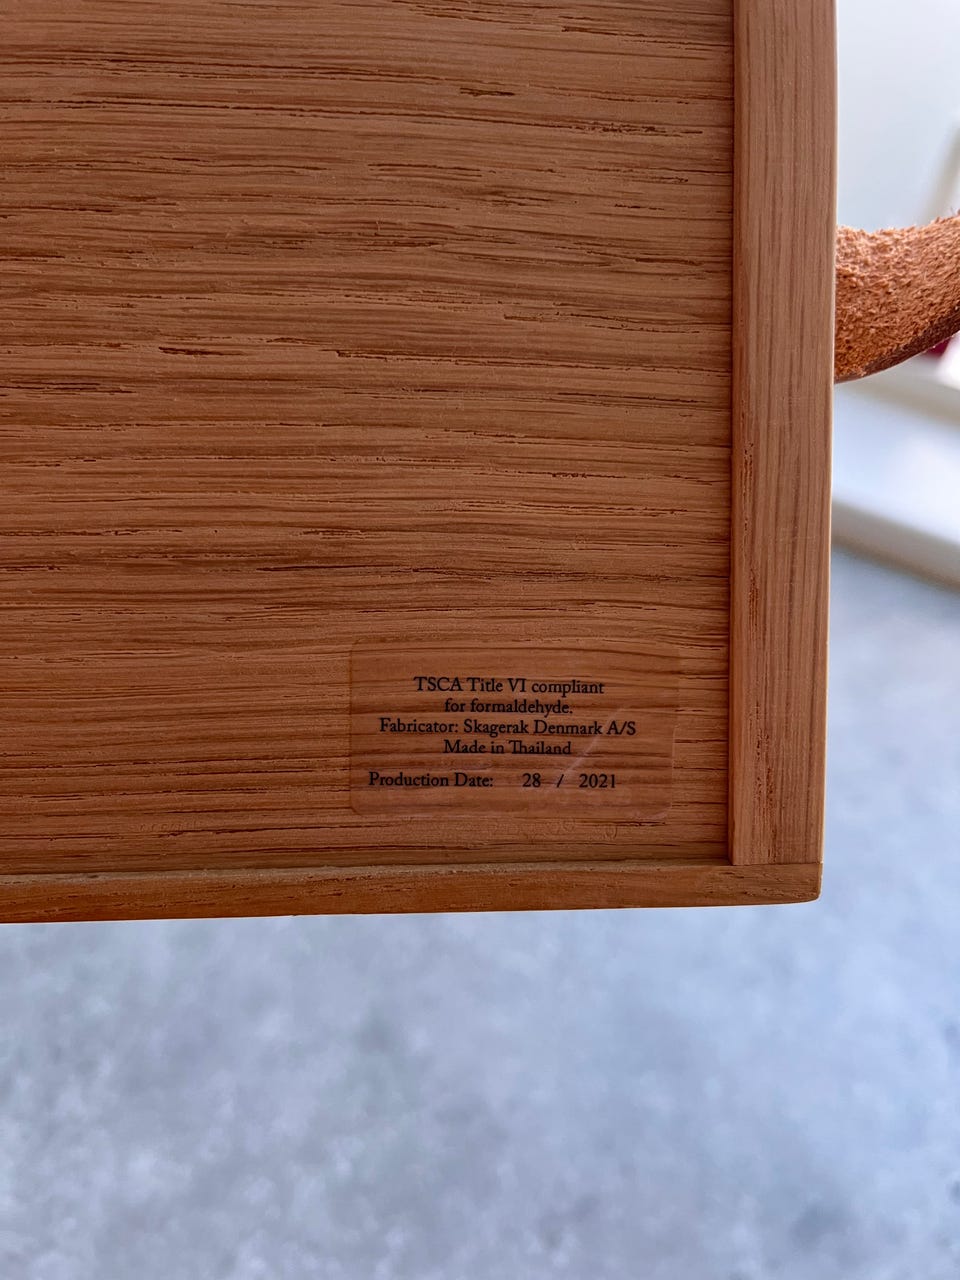 TSCA Title VI compliant
for formaldehyde.
Fabricator: Skagerak Denmark A/S
Made in Thailand
Production Date: 28 / 2021